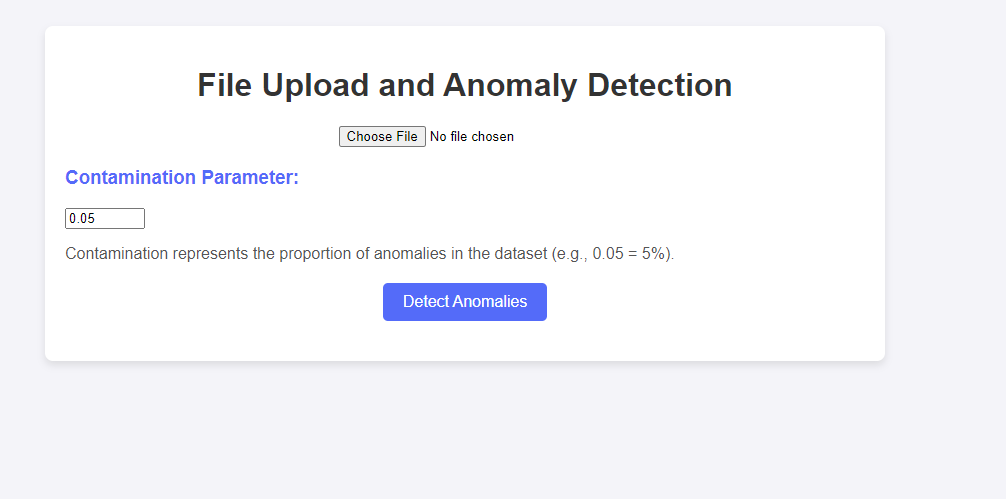 File Upload and Anomaly Detection
Choose File No file chosen
Contamination Parameter:
0.05
Contamination represents the proportion of anomalies in the dataset (e.g., 0.05 = 5%).
Detect Anomalies